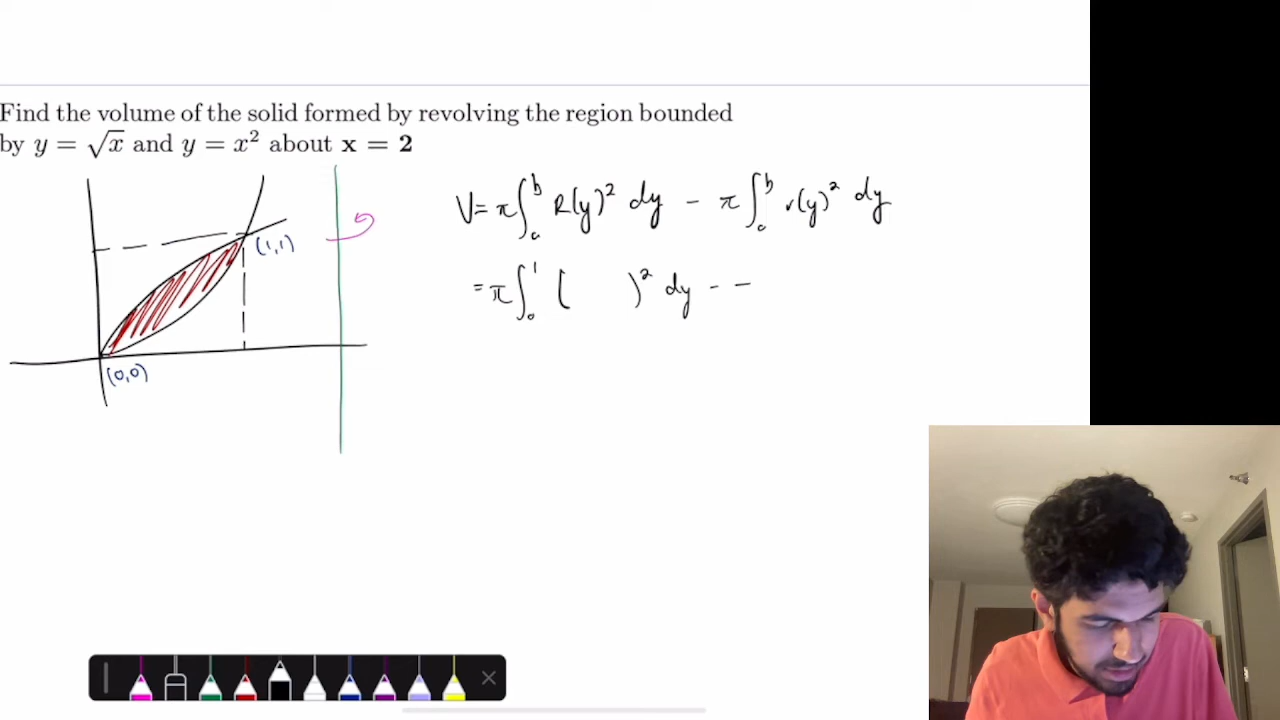 Find the volume of the solid formed by revolving the region bounded
by y = √x and y = x² about x = 2
V = π∫ₐᵇ R(y)² dy - π∫ₐᵇ r(y)² dy
(1,1)
= π∫₀¹ (      )² dy - -
(0,0)